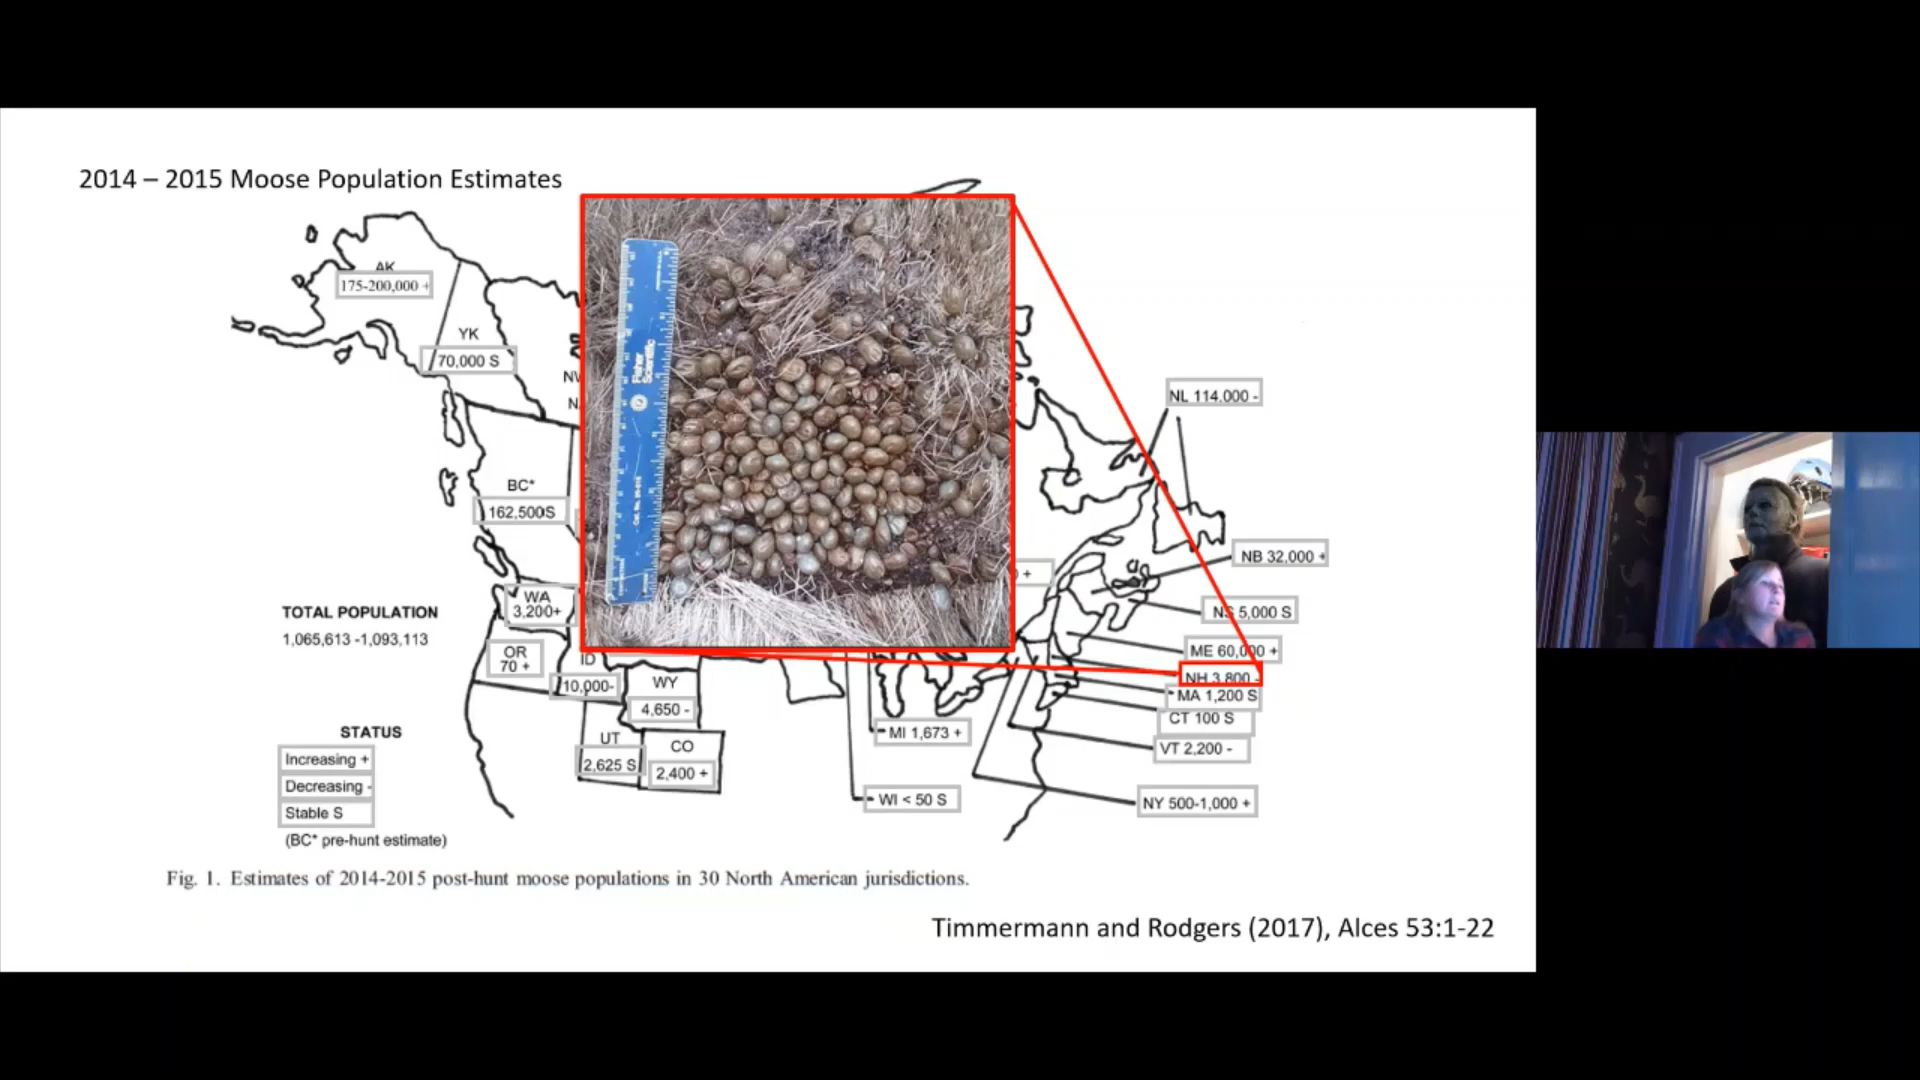 2014 – 2015 Moose Population Estimates
AK
175-200,000 +
YK
70,000 S
NL 114,000 -
BC*
162,500S
NB 32,000 +
WA
3,200+
NS 5,000 S
TOTAL POPULATION
1,065,613 -1,093,113
OR
70 +
ID
10,000-
WY
4,650 -
ME 60,000 +
NH 3,800 -
MA 1,200 S
CT 100 S
VT 2,200 -
MI 1,673 +
UT
2,625 S
CO
2,400 +
WI < 50 S
NY 500-1,000 +
STATUS
Increasing +
Decreasing -
Stable S
(BC* pre-hunt estimate)
Fisher
Scientific
Fig. 1. Estimates of 2014-2015 post-hunt moose populations in 30 North American jurisdictions.
Timmermann and Rodgers (2017), Alces 53:1-22